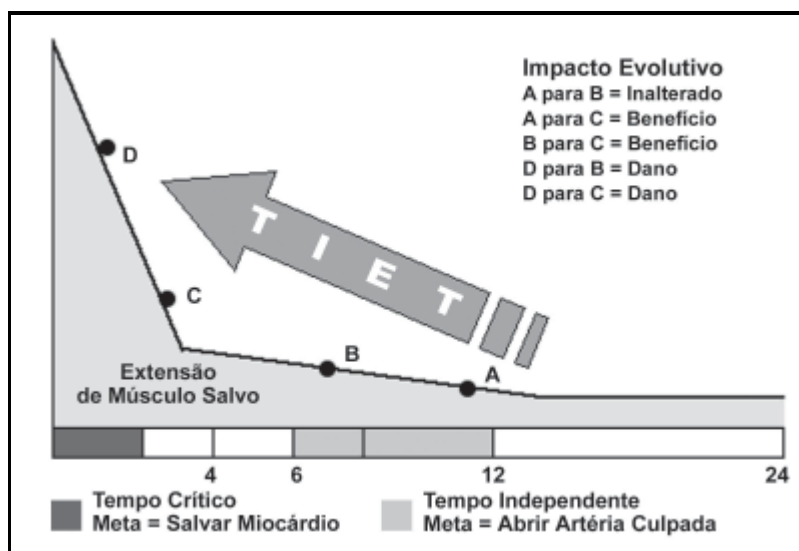 Impacto Evolutivo
A para B = Inalterado
A para C = Benefício
B para C = Benefício
D para B = Dano
D para C = Dano
D
T I E T
C
B
A
Extensão
de Músculo Salvo
4 6 12 24
Tempo Crítico
Meta = Salvar Miocárdio
Tempo Independente
Meta = Abrir Artéria Culpada